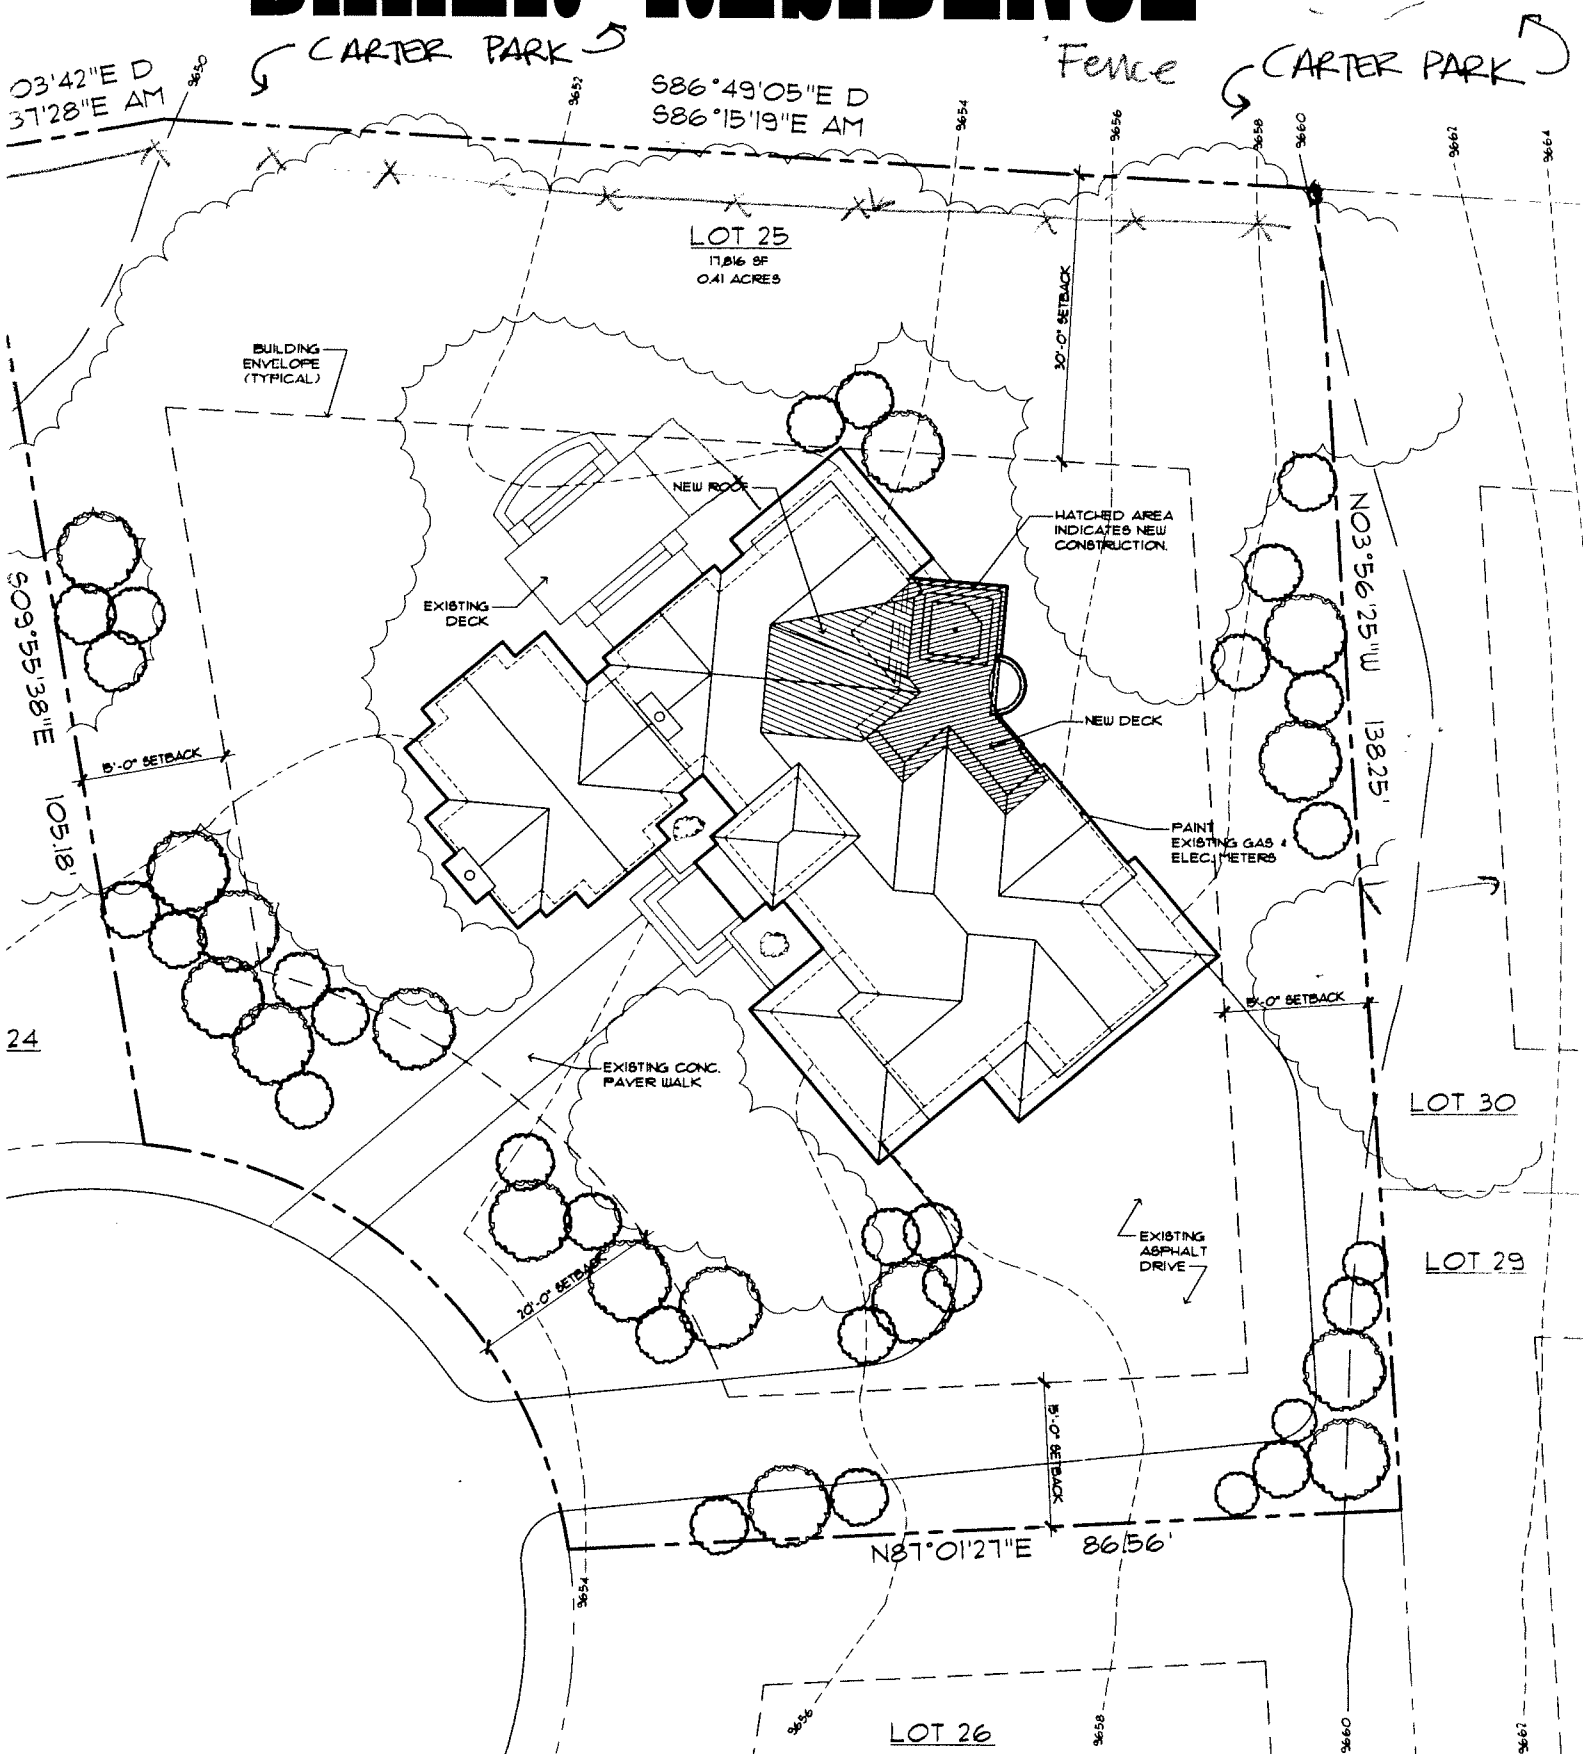 RESIDENCE
CARTER PARK
Fence
CARTER PARK
03'42"E D
37'28"E AM
9650
9652
S86°49'05"E D
S86°15'19"E AM
9654
9656
9658
9660
9662
9664
LOT 25
17,816 SF
0.41 ACRES
30'-0" SETBACK
BUILDING
ENVELOPE
(TYPICAL)
NEW ROOF
HATCHED AREA
INDICATES NEW
CONSTRUCTION.
EXISTING
DECK
N03°56'25"W 138.25'
S09°55'38"E 105.18'
NEW DECK
15'-0" SETBACK
PAINT
EXISTING GAS &
ELEC. METERS
15'-0" SETBACK
24
EXISTING CONC.
PAVER WALK
LOT 30
EXISTING
ASPHALT
DRIVE
LOT 29
20'-0" SETBACK
15'-0" SETBACK
N87°01'27"E 86.56'
9654
9656
LOT 26
9658
9660
9662